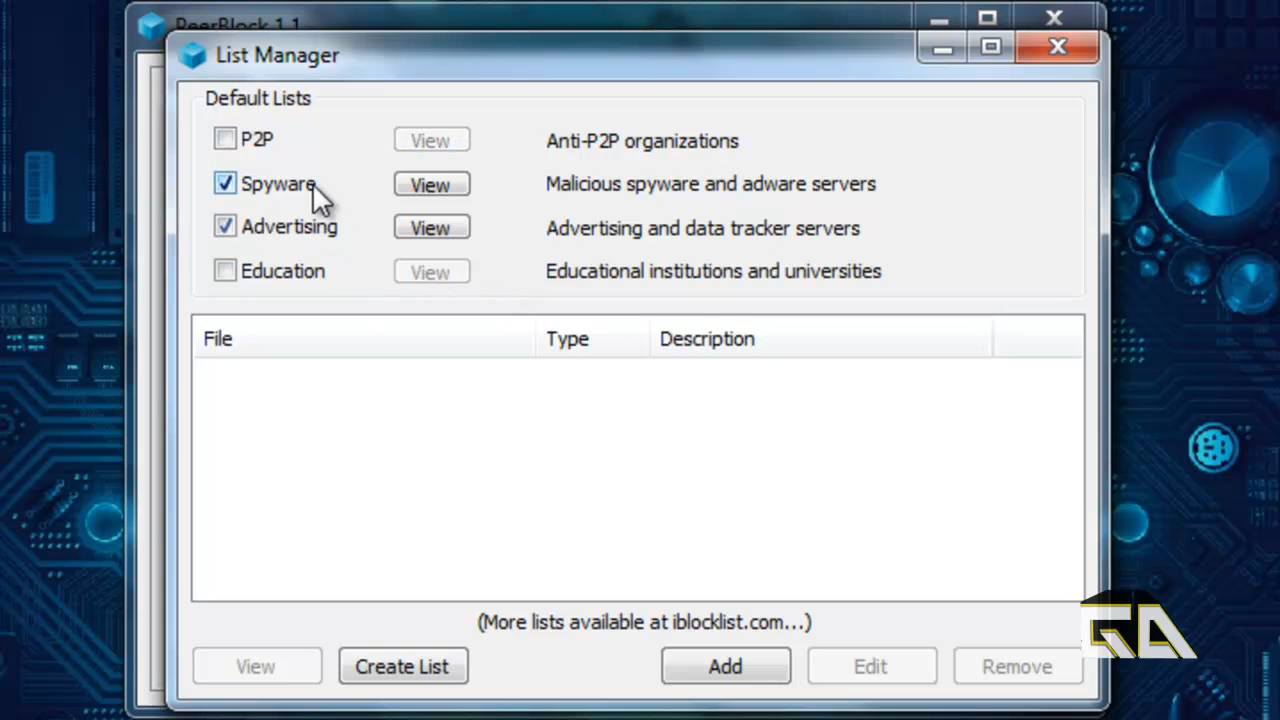 PeerBlock 1.1
List Manager
Default Lists
P2P View Anti-P2P organizations
Spyware View Malicious spyware and adware servers
Advertising View Advertising and data tracker servers
Education View Educational institutions and universities
File Type Description
(More lists available at iblocklist.com...)
View Create List Add Edit Remove
GA